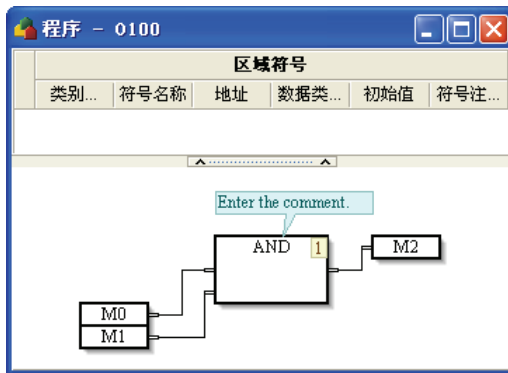 程序 - 0100
区域符号
类别... 符号名称 地址 数据类... 初始值 符号注...
Enter the comment.
AND 1
M2
M0
M1